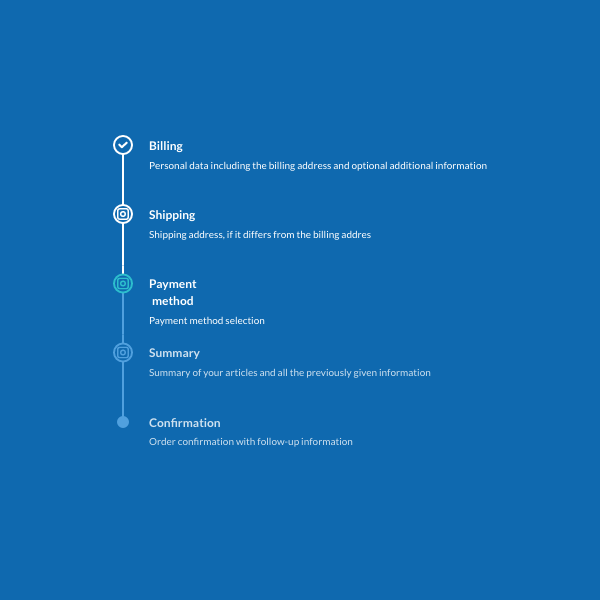 Billing
Personal data including the billing address and optional additional information
Shipping
Shipping address, if it differs from the billing addres
Payment
method
Payment method selection
Summary
Summary of your articles and all the previously given information
Confirmation
Order confirmation with follow-up information